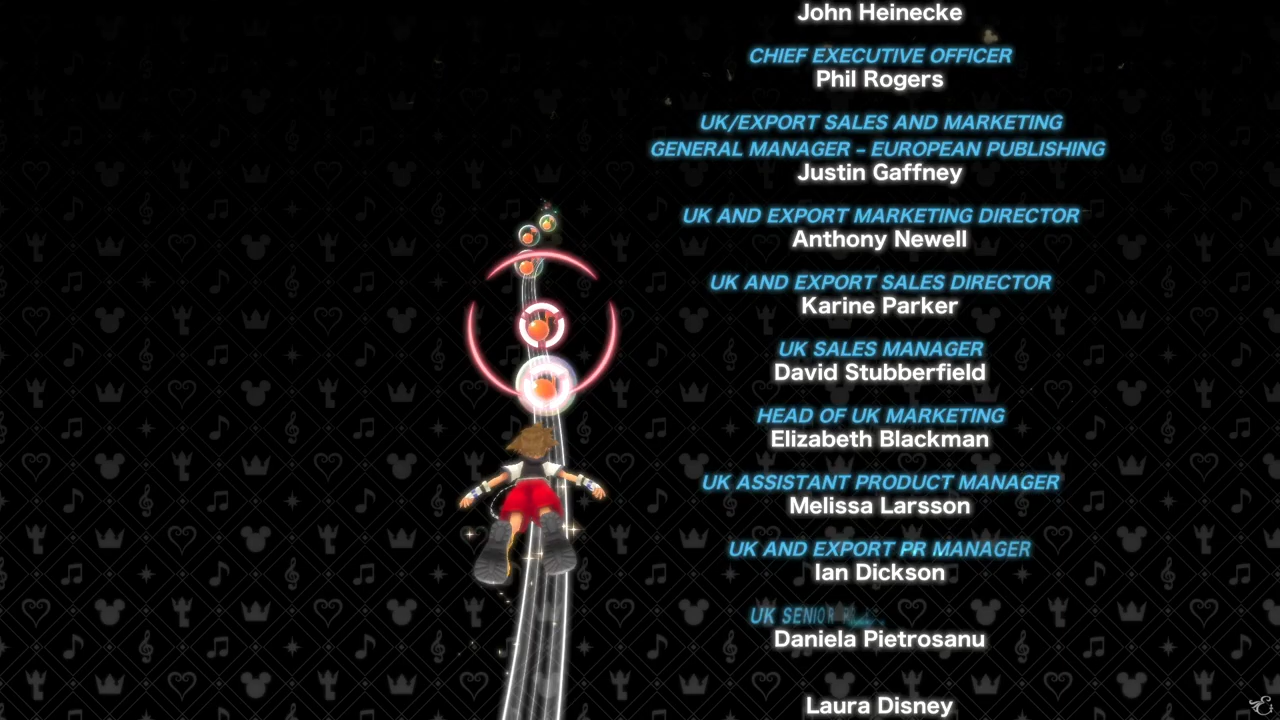 John Heinecke
CHIEF EXECUTIVE OFFICER
Phil Rogers
UK/EXPORT SALES AND MARKETING
GENERAL MANAGER – EUROPEAN PUBLISHING
Justin Gaffney
UK AND EXPORT MARKETING DIRECTOR
Anthony Newell
UK AND EXPORT SALES DIRECTOR
Karine Parker
UK SALES MANAGER
David Stubberfield
HEAD OF UK MARKETING
Elizabeth Blackman
UK ASSISTANT PRODUCT MANAGER
Melissa Larsson
UK AND EXPORT PR MANAGER
Ian Dickson
UK SENIOR
Daniela Pietrosanu
Laura Disney